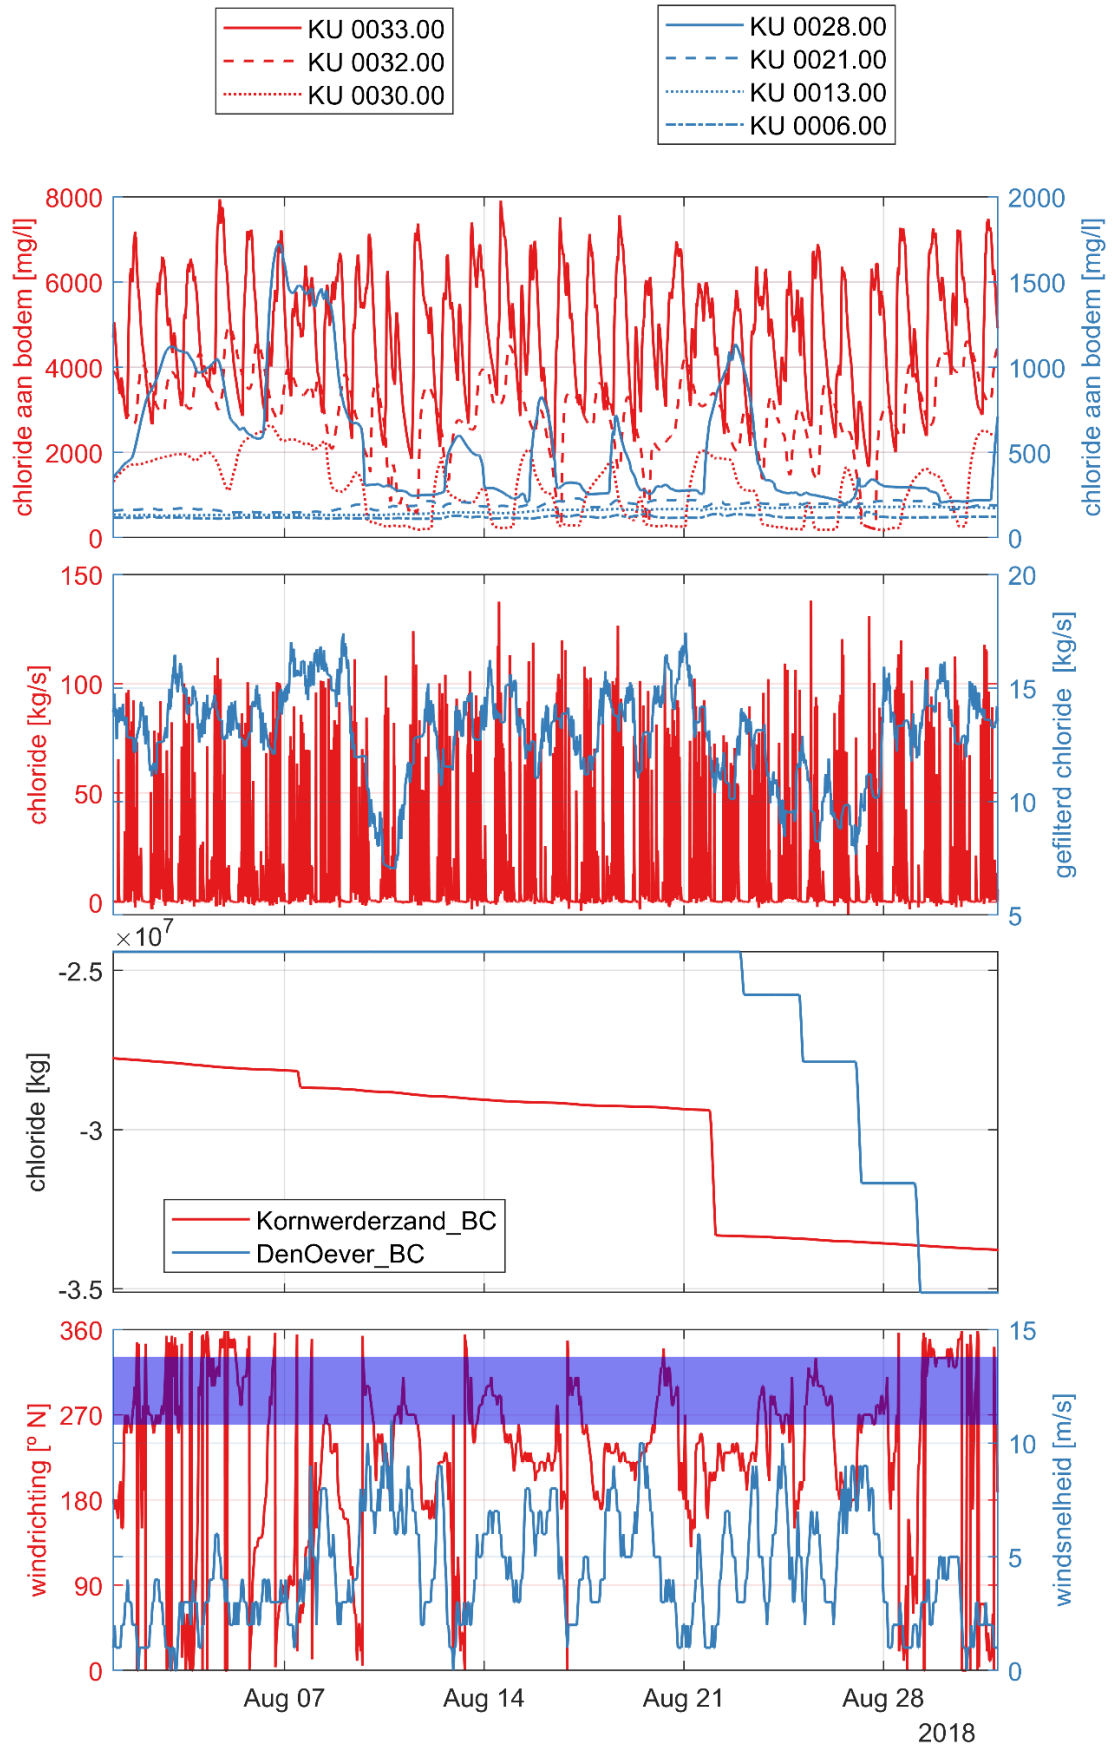 KU 0033.00
KU 0032.00
KU 0030.00
KU 0028.00
KU 0021.00
KU 0013.00
KU 0006.00
chloride aan bodem [mg/l]
8000
6000
4000
2000
0
2000
1500
1000
500
0
chloride aan bodem [mg/l]
chloride [kg/s]
150
100
50
0
20
15
10
5
gefilterd chloride [kg/s]
×10⁷
chloride [kg]
-2.5
-3
-3.5
Kornwerderzand_BC
DenOever_BC
windrichting [º N]
360
270
180
90
0
15
10
5
0
windsnelheid [m/s]
Aug 07
Aug 14
Aug 21
Aug 28
2018